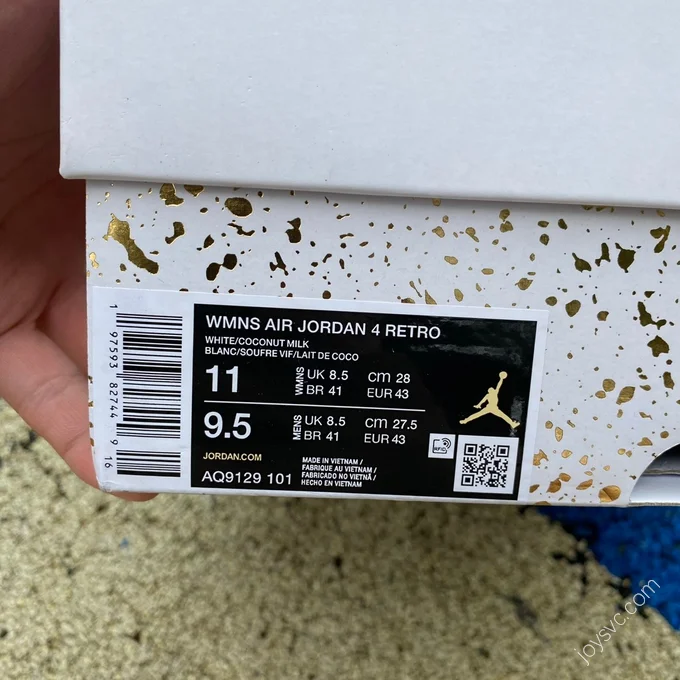 WMNS AIR JORDAN 4 RETRO
WHITE/COCONUT MILK
BLANC/SOUFRE VIF/LAIT DE COCO
11 WMNS UK 8.5 cm 28
BR 41 EUR 43
9.5 MENS UK 8.5 cm 27.5
BR 41 EUR 43
JORDAN.COM
AQ9129 101
MADE IN VIETNAM /
FABRIQUÉ AU VIETNAM /
FABRICADO NO VIETNÃ /
HECHO EN VIETNAM
RFID
1 97593 82744 9 16
joysvc.com